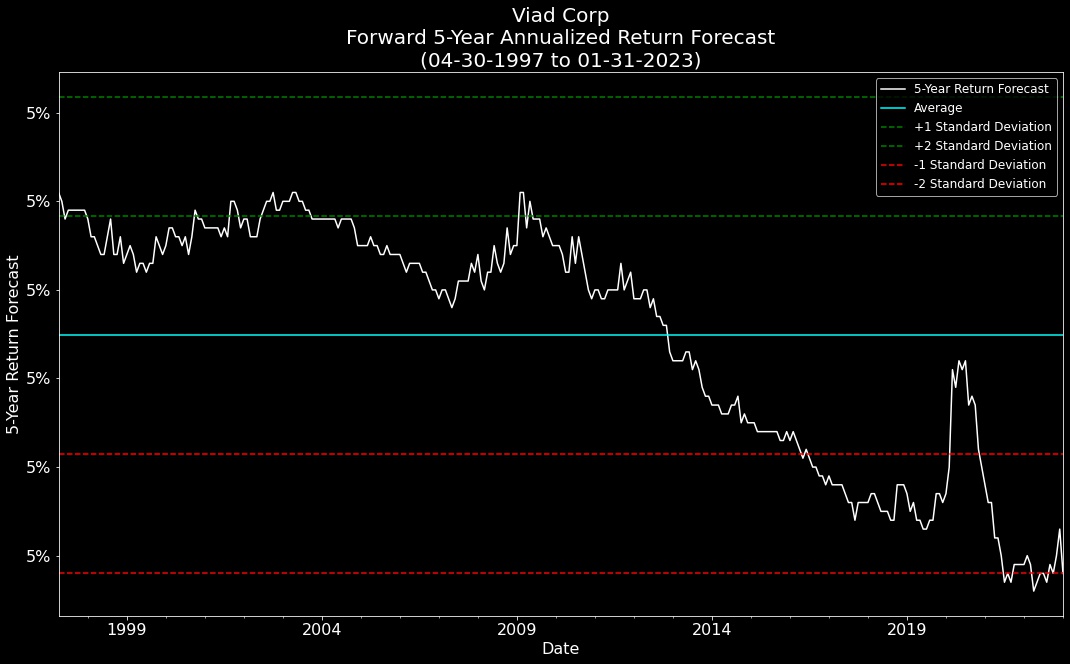 Viad Corp
Forward 5-Year Annualized Return Forecast
(04-30-1997 to 01-31-2023)
5-Year Return Forecast
Average
+1 Standard Deviation
+2 Standard Deviation
-1 Standard Deviation
-2 Standard Deviation
5-Year Return Forecast
5%
5%
5%
5%
5%
5%
1999
2004
2009
2014
2019
Date